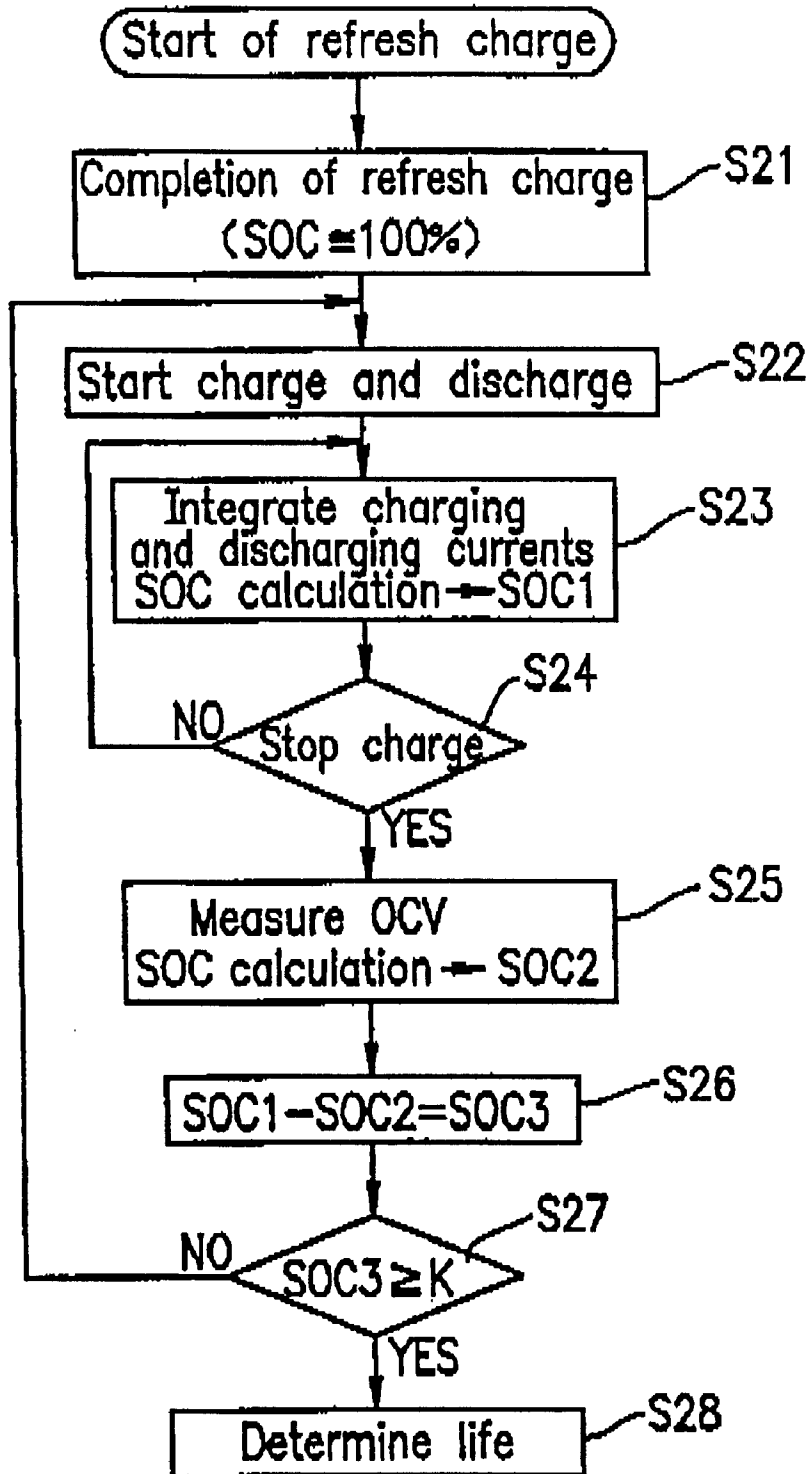 Start of refresh charge
Completion of refresh charge
(SOC≅100%)
S21
Start charge and discharge
S22
Integrate charging
and discharging currents
SOC calculation → SOC1
S23
Stop charge
S24
NO
YES
Measure OCV
SOC calculation → SOC2
S25
SOC1-SOC2=SOC3
S26
SOC3≥K
S27
NO
YES
Determine life
S28